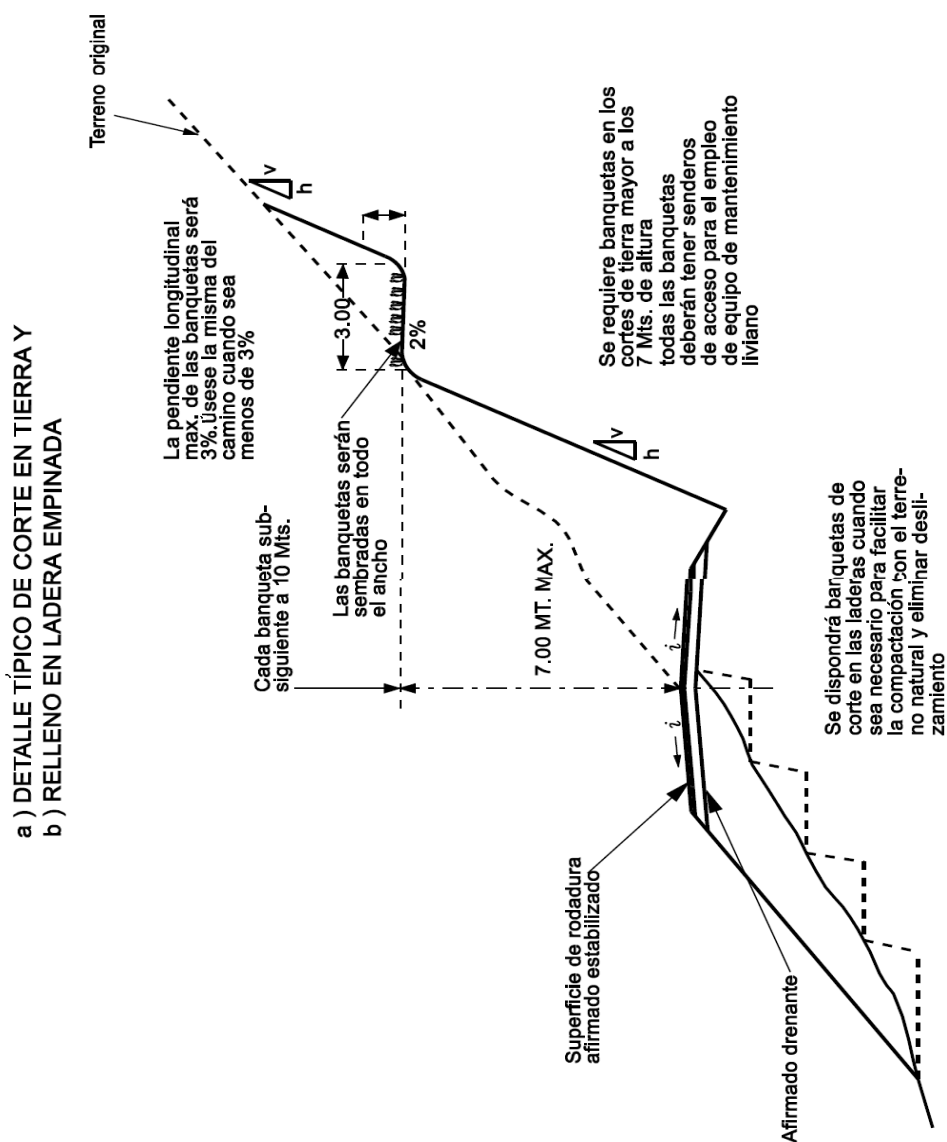 a ) DETALLE TÍPICO DE CORTE EN TIERRA Y
b ) RELLENO EN LADERA EMPINADA
Terreno original
La pendiente longitudinal
max. de las banquetas será
3%.úsese la misma del
camino cuando sea
menos de 3%
v
h
3.00
2%
Cada banqueta sub-
siguiente a 10 Mts.
Las banquetas serán
sembradas en todo
el ancho
Se requiere banquetas en los
cortes de tierra mayor a los
7 Mts. de altura
todas las banquetas
deberán tener senderos
de acceso para el empleo
de equipo de mantenimiento
liviano
v
h
7.00 MT. MAX.
i
i
Superficie de rodadura
afirmado estabilizado
Afirmado drenante
Se dispondrá banquetas de
corte en las laderas cuando
sea necesario para facilitar
la compactación con el terre-
no natural y eliminar desli-
zamiento